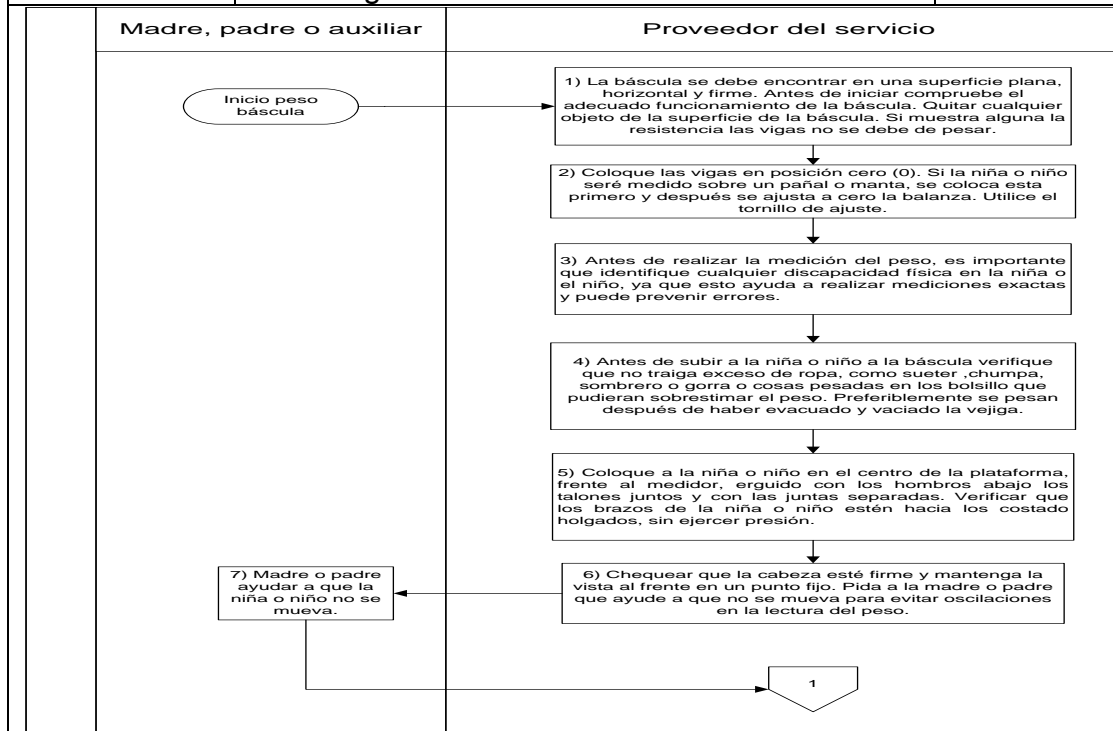 Madre, padre o auxiliar
Proveedor del servicio
Inicio peso
báscula
1) La báscula se debe encontrar en una superficie plana,
horizontal y firme. Antes de iniciar compruebe el
adecuado funcionamiento de la báscula. Quitar cualquier
objeto de la superficie de la báscula. Si muestra alguna la
resistencia las vigas no se debe de pesar.
2) Coloque las vigas en posición cero (0). Si la niña o niño
seré medido sobre un pañal o manta, se coloca esta
primero y después se ajusta a cero la balanza. Utilice el
tornillo de ajuste.
3) Antes de realizar la medición del peso, es importante
que identifique cualquier discapacidad física en la niña o
el niño, ya que esto ayuda a realizar mediciones exactas
y puede prevenir errores.
4) Antes de subir a la niña o niño a la báscula verifique
que no traiga exceso de ropa, como sueter ,chumpa,
sombrero o gorra o cosas pesadas en los bolsillo que
pudieran sobrestimar el peso. Preferiblemente se pesan
después de haber evacuado y vaciado la vejiga.
5) Coloque a la niña o niño en el centro de la plataforma,
frente al medidor, erguido con los hombros abajo los
talones juntos y con las juntas separadas. Verificar que
los brazos de la niña o niño estén hacia los costado
holgados, sin ejercer presión.
6) Chequear que la cabeza esté firme y mantenga la
vista al frente en un punto fijo. Pida a la madre o padre
que ayude a que no se mueva para evitar oscilaciones
en la lectura del peso.
7) Madre o padre
ayudar a que la
niña o niño no se
mueva.
1